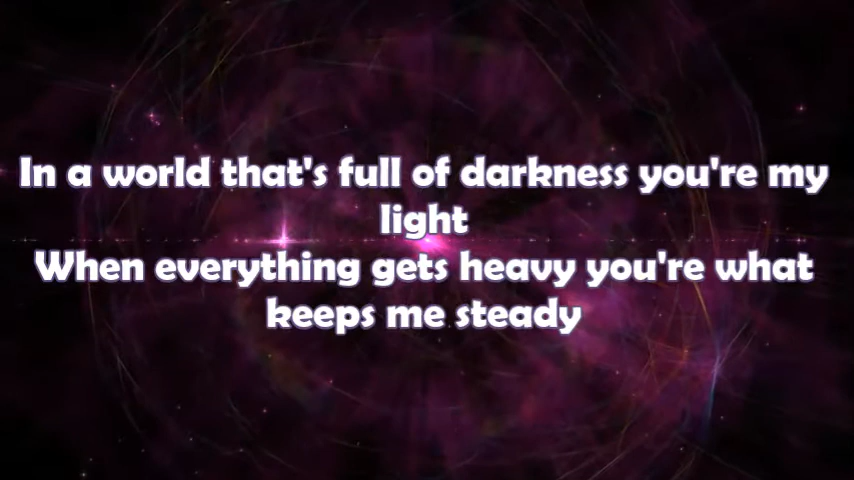 In a world that's full of darkness you're my
light
When everything gets heavy you're what
keeps me steady